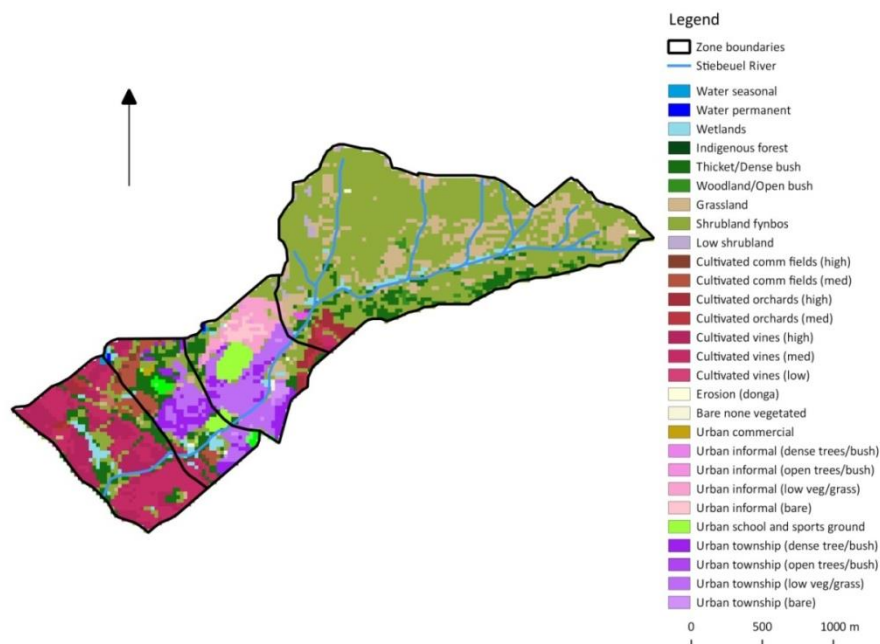 Legend
Zone boundaries
Stiebeuel River
Water seasonal
Water permanent
Wetlands
Indigenous forest
Thicket/Dense bush
Woodland/Open bush
Grassland
Shrubland fynbos
Low shrubland
Cultivated comm fields (high)
Cultivated comm fields (med)
Cultivated orchards (high)
Cultivated orchards (med)
Cultivated vines (high)
Cultivated vines (med)
Cultivated vines (low)
Erosion (donga)
Bare none vegetated
Urban commercial
Urban informal (dense trees/bush)
Urban informal (open trees/bush)
Urban informal (low veg/grass)
Urban informal (bare)
Urban school and sports ground
Urban township (dense tree/bush)
Urban township (open trees/bush)
Urban township (low veg/grass)
Urban township (bare)
0 500 1000 m